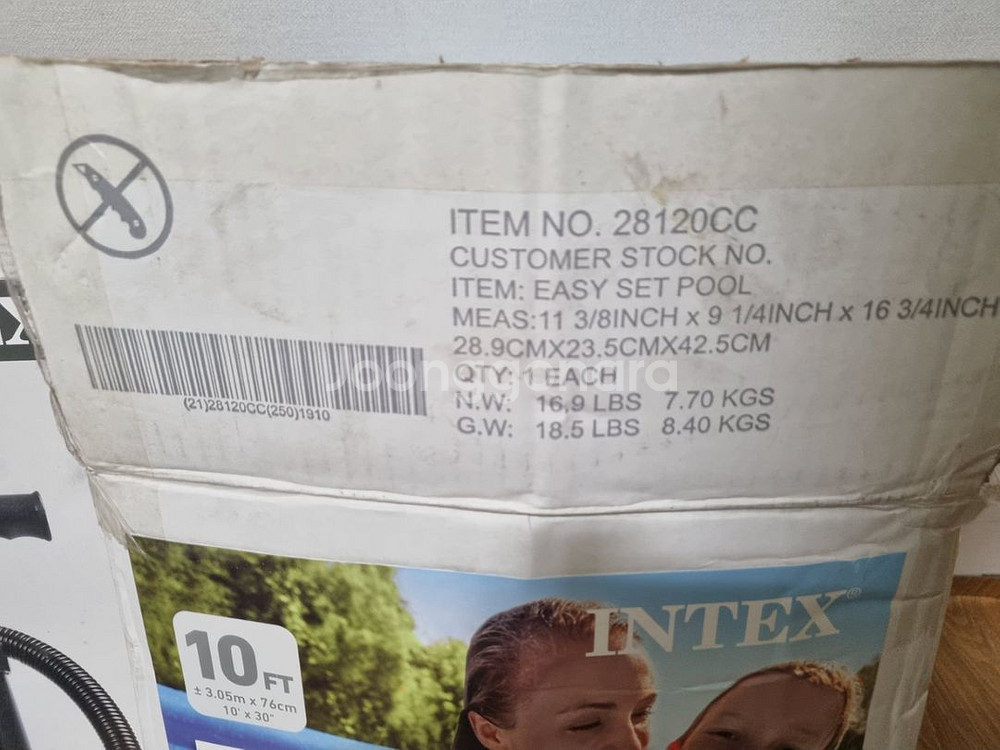 ITEM NO. 28120CC
CUSTOMER STOCK NO.
ITEM: EASY SET POOL
MEAS:11 3/8INCH x 9 1/4INCH x 16 3/4INCH
28.9CMX23.5CMX42.5CM
QTY: 1 EACH
N.W: 16.9 LBS 7.70 KGS
G.W: 18.5 LBS 8.40 KGS
(21)28120CC(250)1910
joonggonara
INTEX®
10 FT
± 3.05m x 76cm
10' x 30"